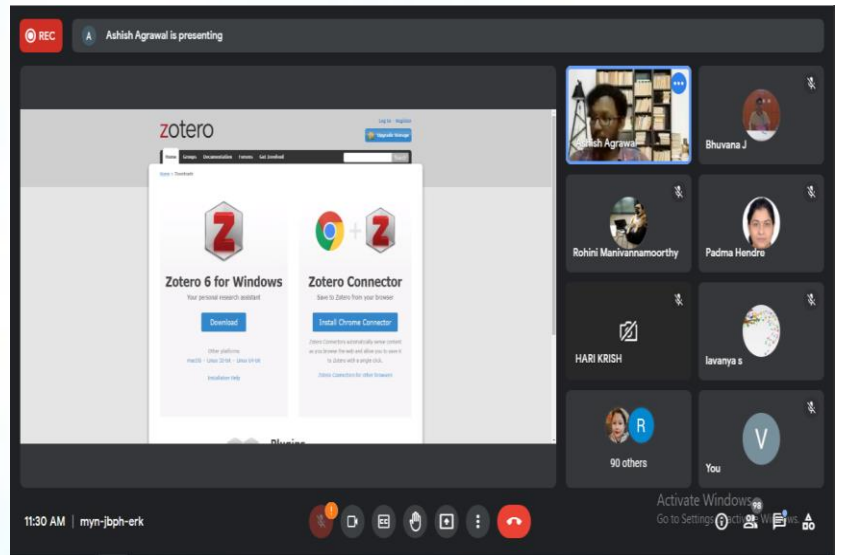 REC
A
Ashish Agrawal is presenting
zotero
Log In · Register
Upgrade Storage
Home Groups Documentation Forums Get Involved
Search
Home > Downloads
Z
+ Z
Zotero 6 for Windows
Your personal research assistant
Download
Other platforms:
macOS · Linux 32-bit · Linux 64-bit
Installation Help
Zotero Connector
Save to Zotero from your browser
Install Chrome Connector
Zotero Connectors automatically sense content
as you browse the web and allow you to save it
to Zotero with a single click.
Zotero Connectors for other browsers
Plugins
Ashish Agrawal
Bhuvana J
Rohini Manivannamoorthy
Padma Hendre
HARI KRISH
lavanya s
R
90 others
V
You
11:30 AM | myn-jbph-erk
!
CC
98
Activate Windows
Go to Settings